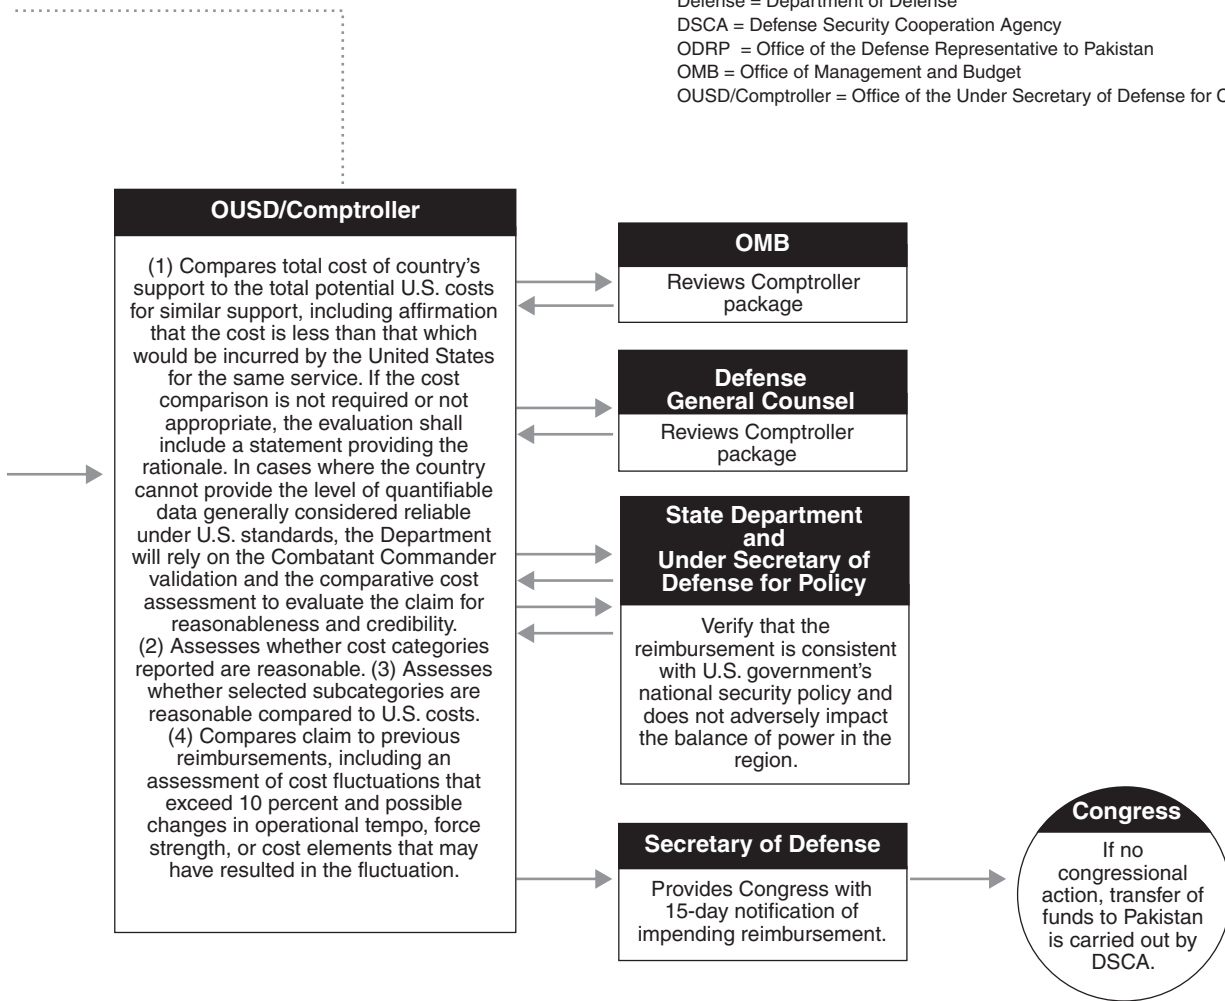 Defense = Department of Defense
DSCA = Defense Security Cooperation Agency
ODRP = Office of the Defense Representative to Pakistan
OMB = Office of Management and Budget
OUSD/Comptroller = Office of the Under Secretary of Defense for
OUSD/Comptroller
(1) Compares total cost of country’s
support to the total potential U.S. costs
for similar support, including affirmation
that the cost is less than that which
would be incurred by the United States
for the same service. If the cost
comparison is not required or not
appropriate, the evaluation shall
include a statement providing the
rationale. In cases where the country
cannot provide the level of quantifiable
data generally considered reliable
under U.S. standards, the Department
will rely on the Combatant Commander
validation and the comparative cost
assessment to evaluate the claim for
reasonableness and credibility.
(2) Assesses whether cost categories
reported are reasonable. (3) Assesses
whether selected subcategories are
reasonable compared to U.S. costs.
(4) Compares claim to previous
reimbursements, including an
assessment of cost fluctuations that
exceed 10 percent and possible
changes in operational tempo, force
strength, or cost elements that may
have resulted in the fluctuation.
OMB
Reviews Comptroller
package
Defense
General Counsel
Reviews Comptroller
package
State Department
and
Under Secretary of
Defense for Policy
Verify that the
reimbursement is consistent
with U.S. government’s
national security policy and
does not adversely impact
the balance of power in the
region.
Secretary of Defense
Provides Congress with
15-day notification of
impending reimbursement.
Congress
If no
congressional
action, transfer of
funds to Pakistan
is carried out by
DSCA.